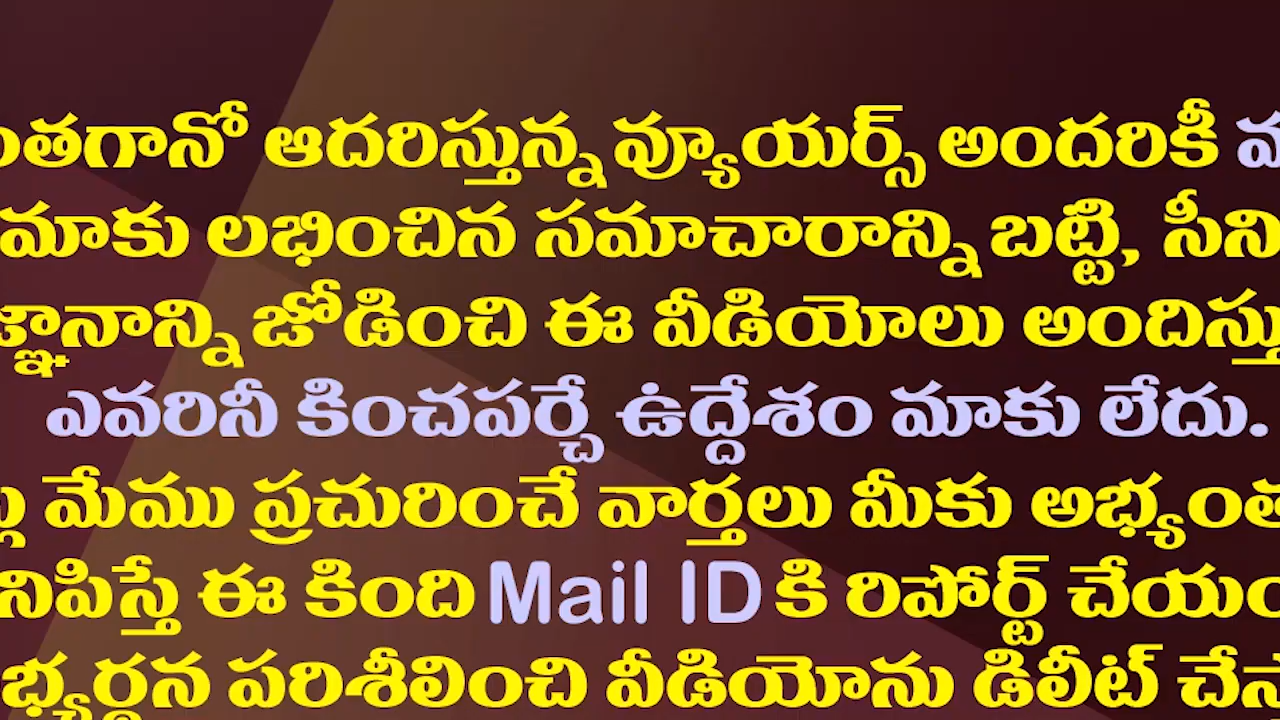 ంతగానో ఆదరిస్తున్న వ్యూయర్స్ అందరికీ
మాకు లభించిన సమాచారాన్ని బట్టి, సీని
జ్ఞానాన్ని జోడించి ఈ వీడియోలు అందిస్తు
ఎవరినీ కించపర్చే ఉద్దేశం మాకు లేదు.
మేము ప్రచురించే వార్తలు మీకు అభ్యంత
నిపిస్తే ఈ కింది Mail ID కి రిపోర్ట్ చేయం
భ్యర్థన పరిశీలించి వీడియోను డిలీట్ చే